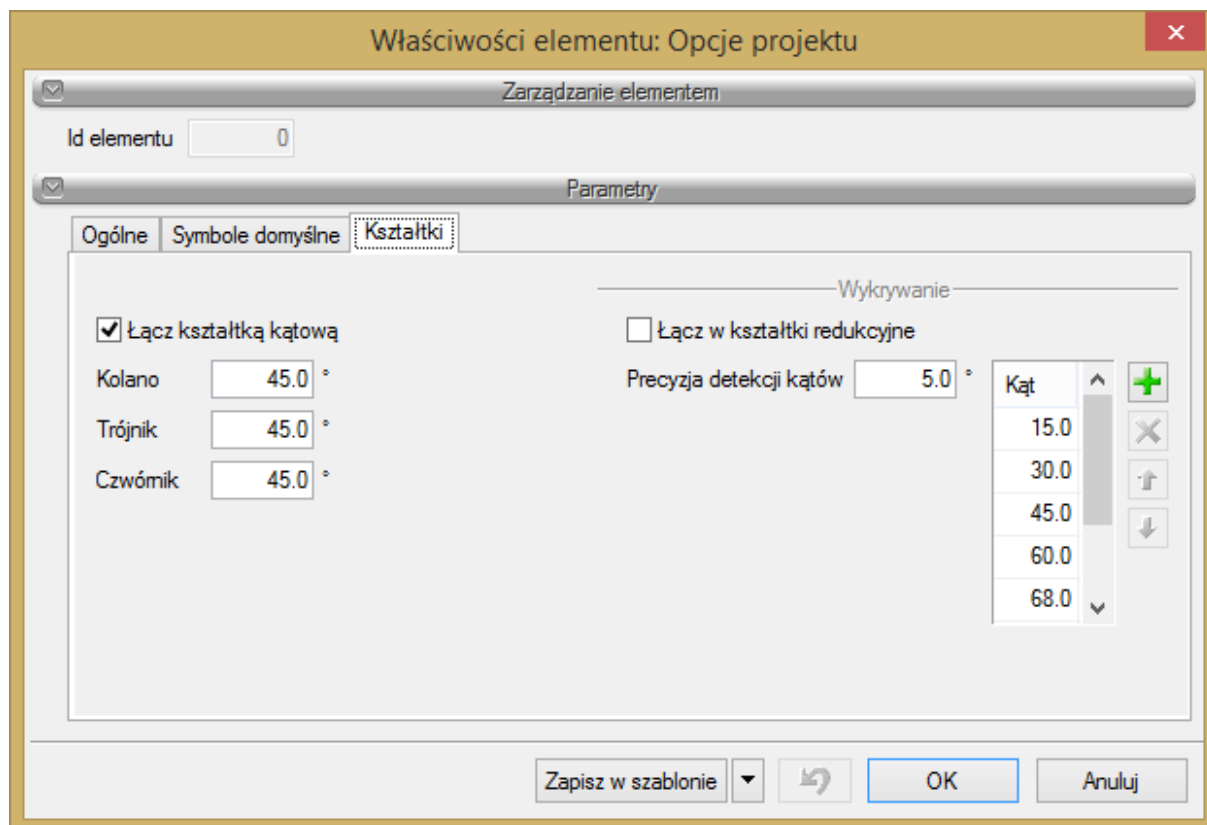 Właściwości elementu: Opcje projektu
Zarządzanie elementem
Id elementu 0
Parametry
Ogólne Symbole domyślne Kształtki
Wykrywanie
Łącz kształtką kątową Łącz w kształtki redukcyjne
Kolano 45.0 ° Precyzja detekcji kątów 5.0 ° Kąt
15.0
Trójnik 45.0 °
30.0
Czwórnik 45.0 °
45.0
60.0
68.0
Zapisz w szablonie OK Anuluj